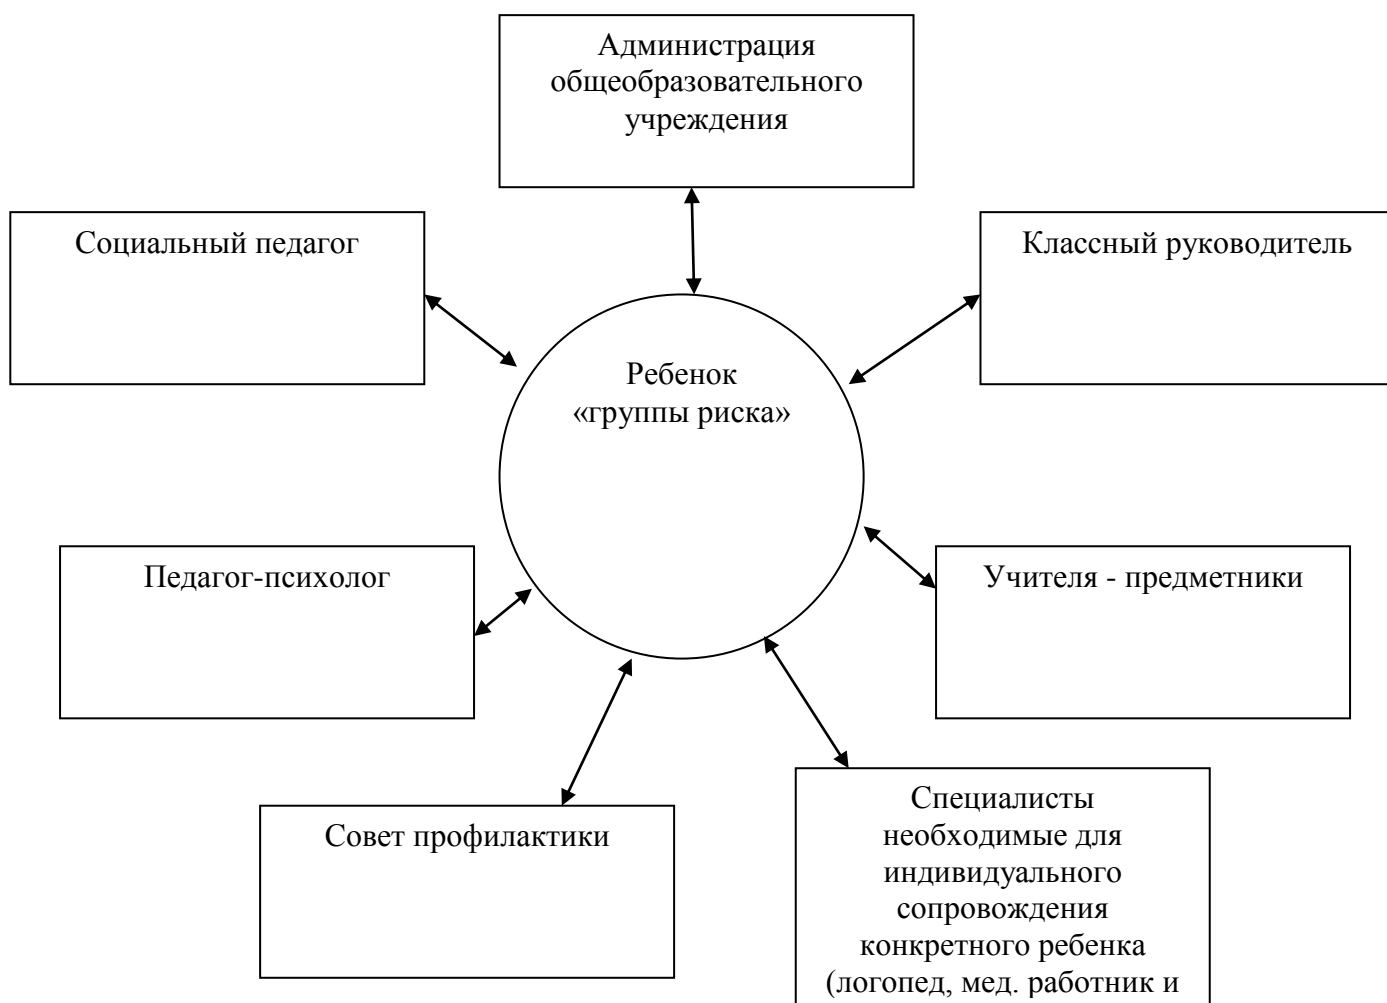 Администрация
общеобразовательного
учреждения
Социальный педагог
Классный руководитель
Ребенок
«группы риска»
Педагог-психолог
Учителя - предметники
Совет профилактики
Специалисты
необходимые для
индивидуального
сопровождения
конкретного ребенка
(логопед, мед. работник и